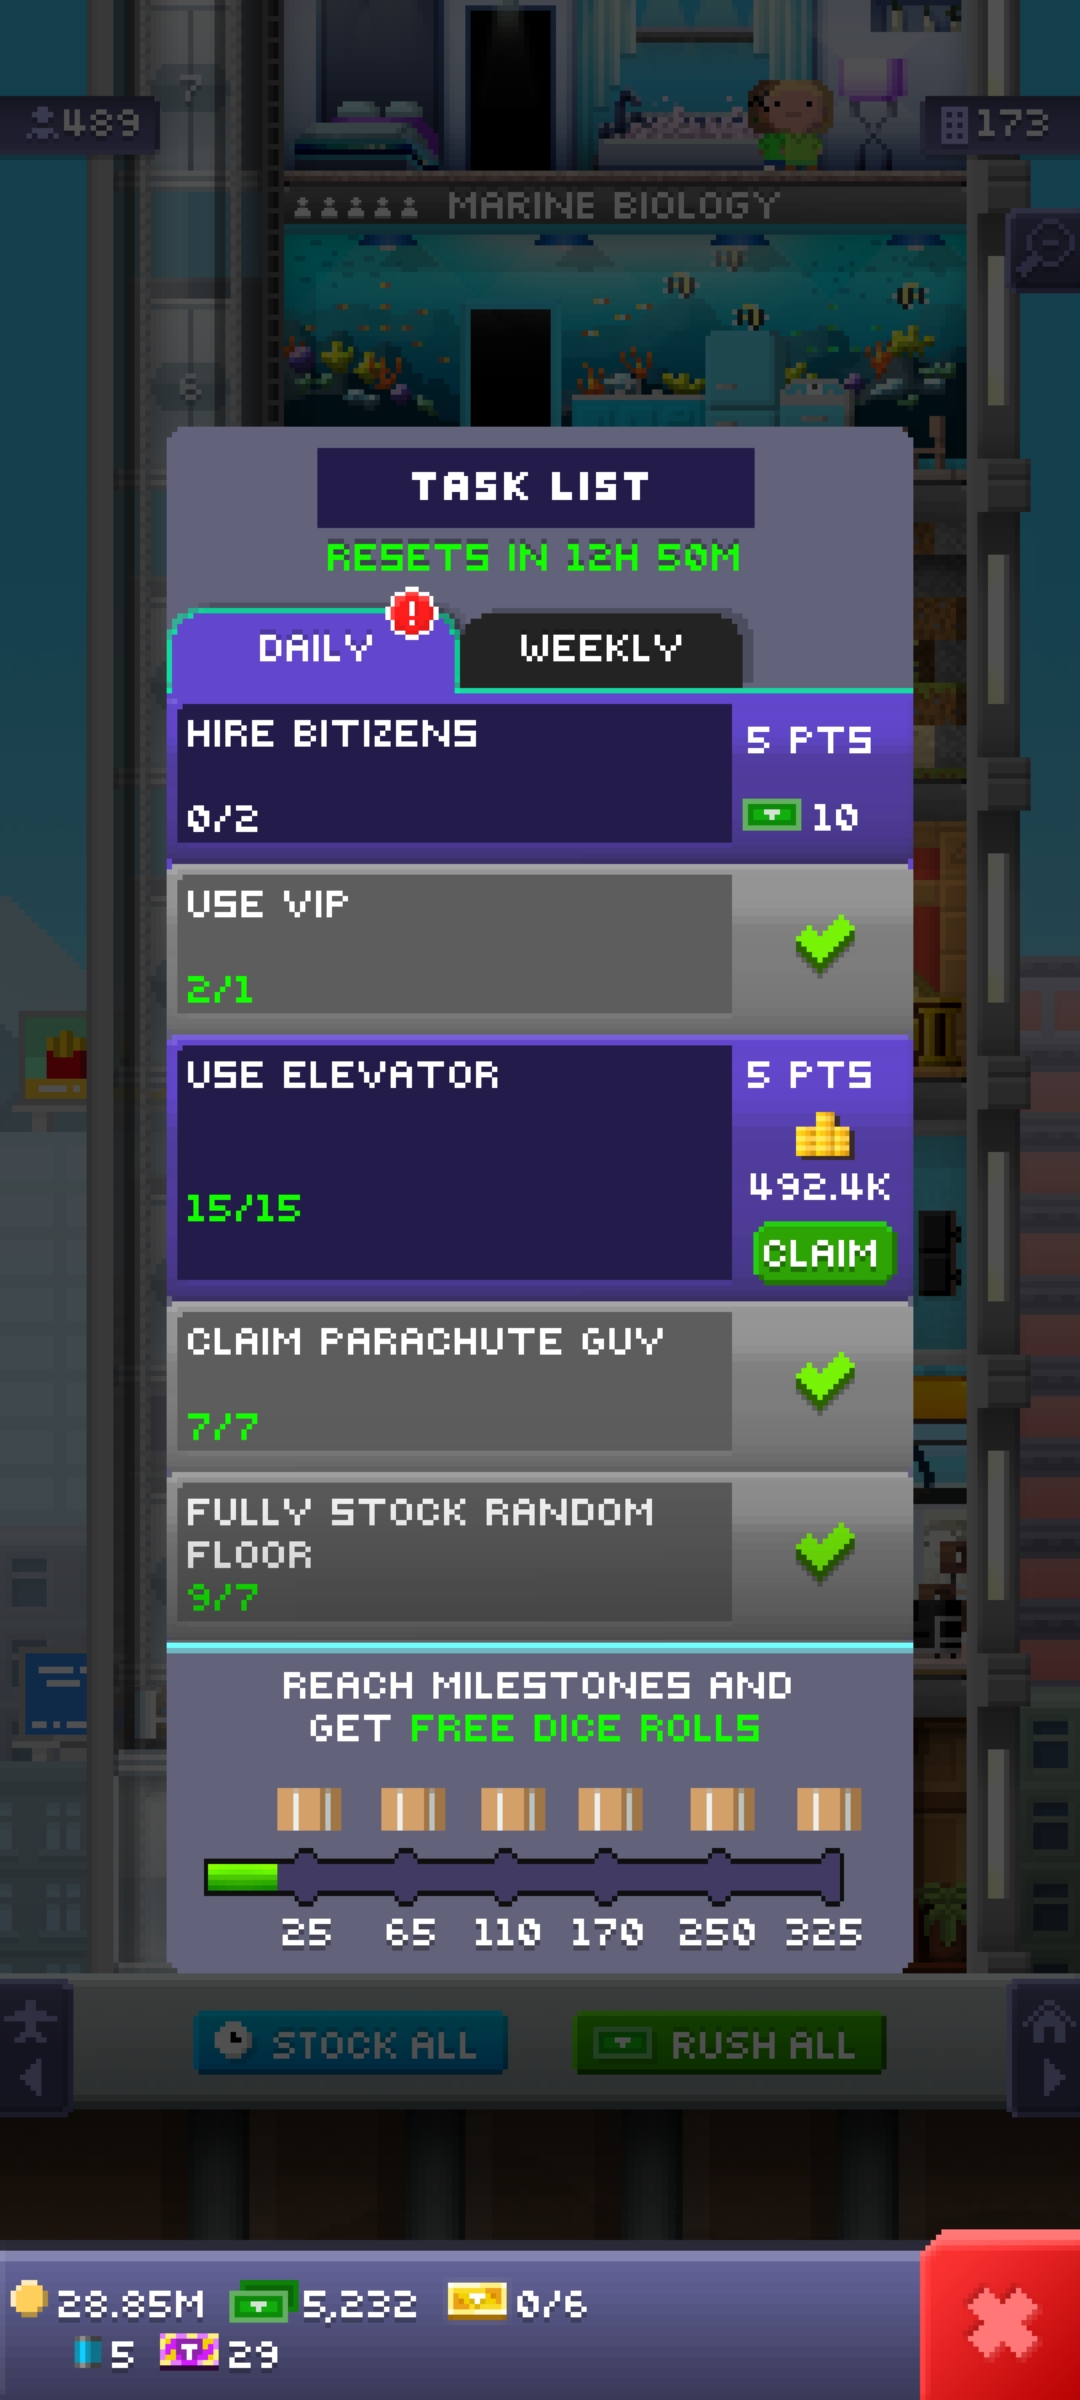 7
489
173
MARINE BIOLOGY
6
TASK LIST
RESETS IN 12H 50M
DAILY
!
WEEKLY
HIRE BITIZENS
5 PTS
0/2
10
USE VIP
2/1
USE ELEVATOR
5 PTS
15/15
492.4K
CLAIM
CLAIM PARACHUTE GUY
7/7
FULLY STOCK RANDOM
FLOOR
9/7
REACH MILESTONES AND
GET FREE DICE ROLLS
25 65 110 170 250 325
STOCK ALL
RUSH ALL
28.85M 5,232 0/6
5 29